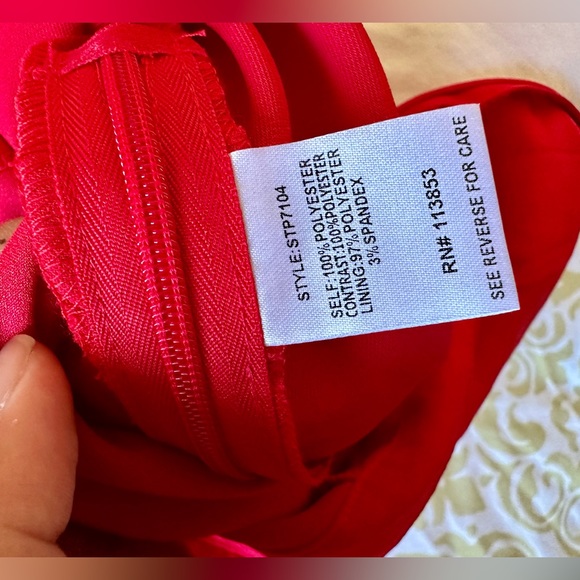 STYLE:STP7104
SELF:100%POLYESTER
CONTRAST:100%POLYESTER
LINING:97%POLYESTER
3%SPANDEX
RN# 113853
SEE REVERSE FOR CARE